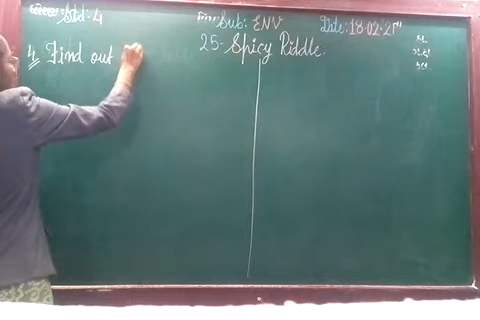 Std: 4
Sub: ENV
Date: 18-02-21
25- Spicy Riddle.
4. Find out